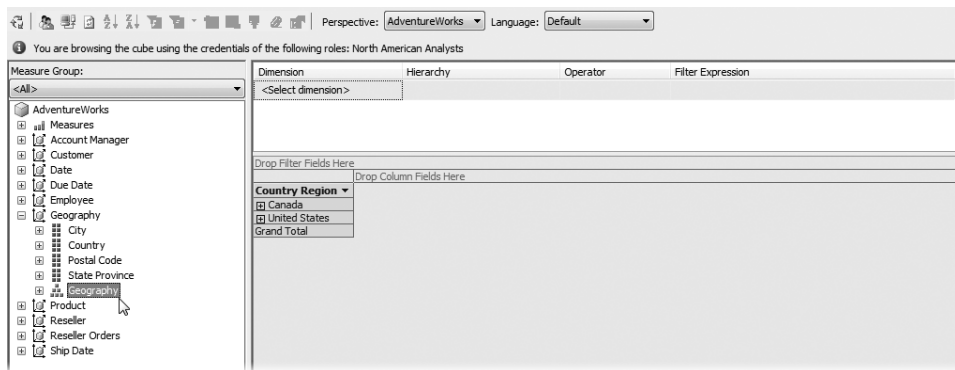 Perspective: AdventureWorks Language: Default
You are browsing the cube using the credentials of the following roles: North American Analysts
Measure Group:
<All>
AdventureWorks
Measures
Account Manager
Customer
Date
Due Date
Employee
Geography
City
Country
Postal Code
State Province
Geography
Product
Reseller
Reseller Orders
Ship Date
Dimension Hierarchy Operator Filter Expression
<Select dimension>
Drop Filter Fields Here
Drop Column Fields Here
Country Region
Canada
United States
Grand Total